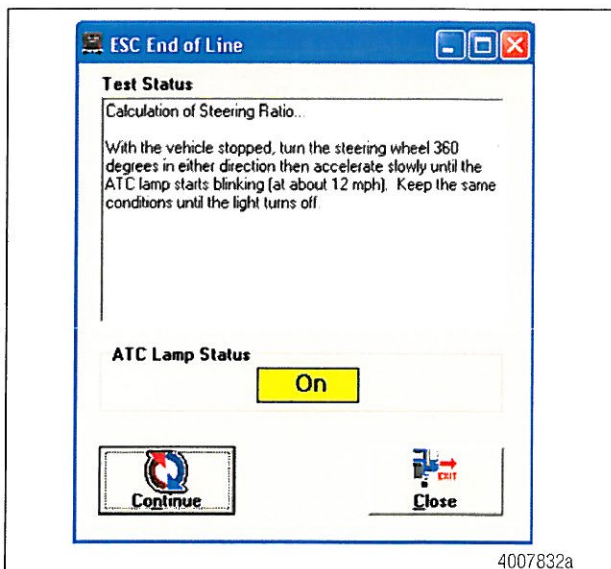 ESC End of Line
Test Status
Calculation of Steering Ratio...
With the vehicle stopped, turn the steering wheel 360
degrees in either direction then accelerate slowly until the
ATC lamp starts blinking (at about 12 mph). Keep the same
conditions until the light turns off
ATC Lamp Status
On
EXIT
Continue
Close
4007832a